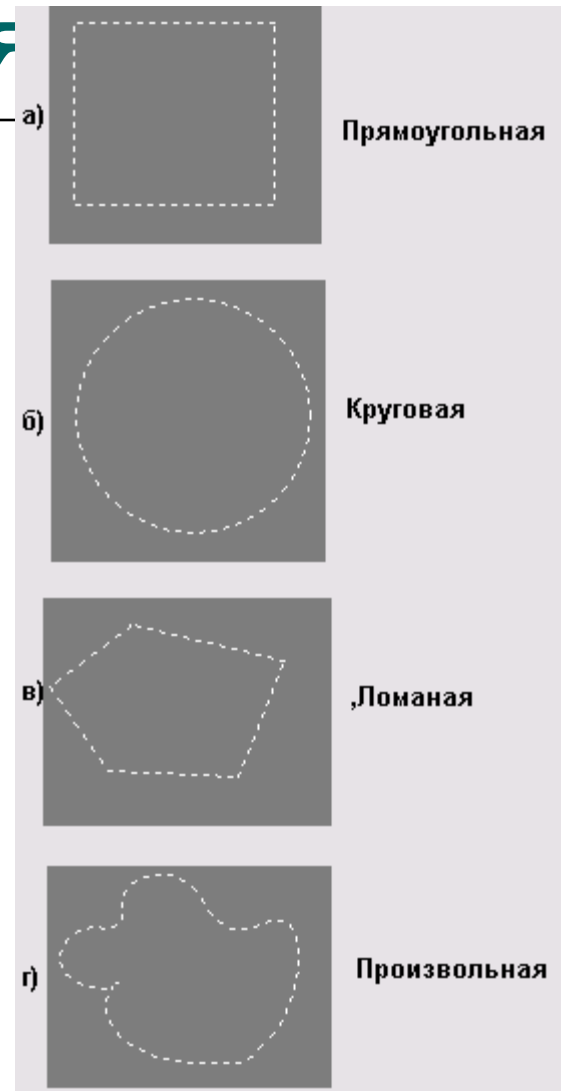 я
а) Прямоугольная
б) Круговая
в) ,Ломаная
г) Произвольная